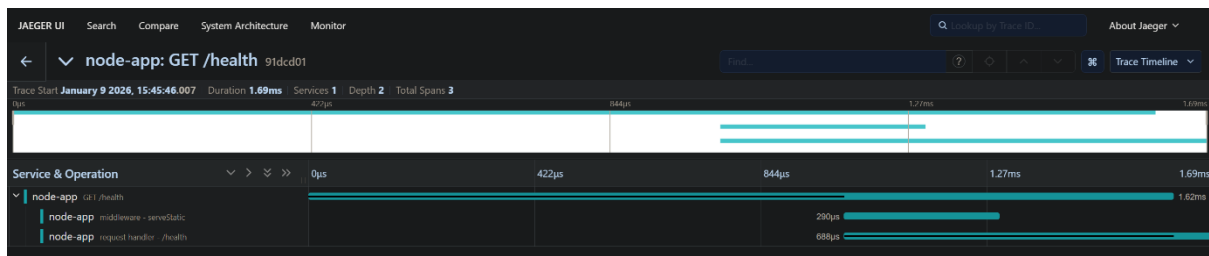 JAEGER UI Search Compare System Architecture Monitor Lookup by Trace ID... About Jaeger
node-app: GET /health 91dcd01 Find... ? ⌘ Trace Timeline
Trace Start January 9 2026, 15:45:46.007 Duration 1.69ms Services 1 Depth 2 Total Spans 3
0μs 422μs 844μs 1.27ms 1.69ms
Service & Operation 0μs 422μs 844μs 1.27ms 1.69ms
node-app GET /health 1.62ms
node-app middleware - serveStatic 290μs
node-app request handler - /health 688μs